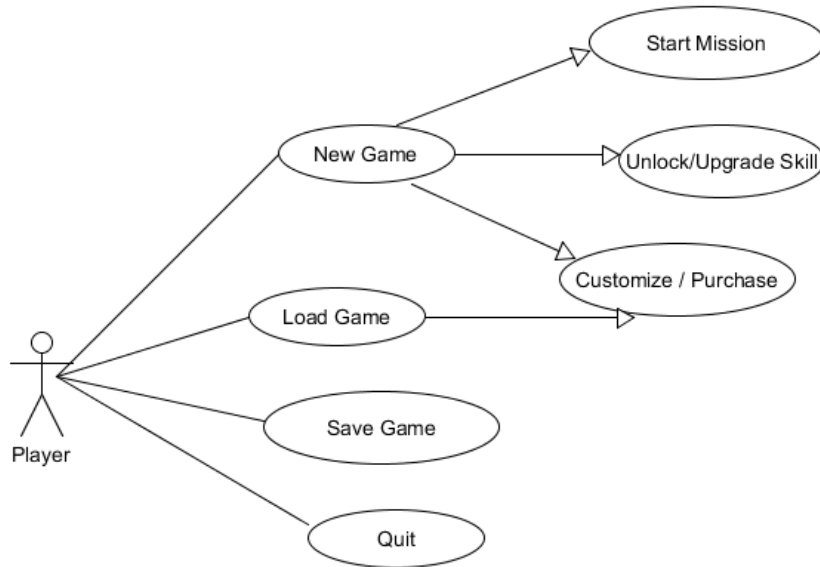 Start Mission
New Game
Unlock/Upgrade Skill
Customize / Purchase
Load Game
Save Game
Player
Quit